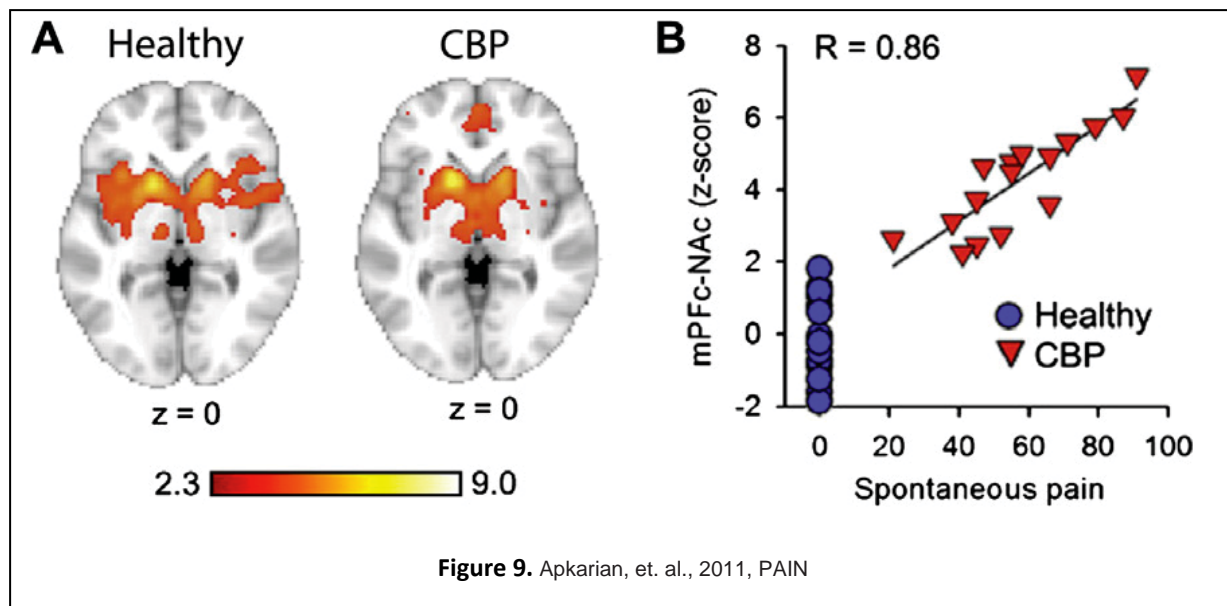 A
Healthy
CBP
z = 0
z = 0
2.3
9.0
B
R = 0.86
mPFc-NAc (z-score)
8
6
4
2
0
-2
Healthy
CBP
0 20 40 60 80 100
Spontaneous pain
Figure 9. Apkarian, et. al., 2011, PAIN